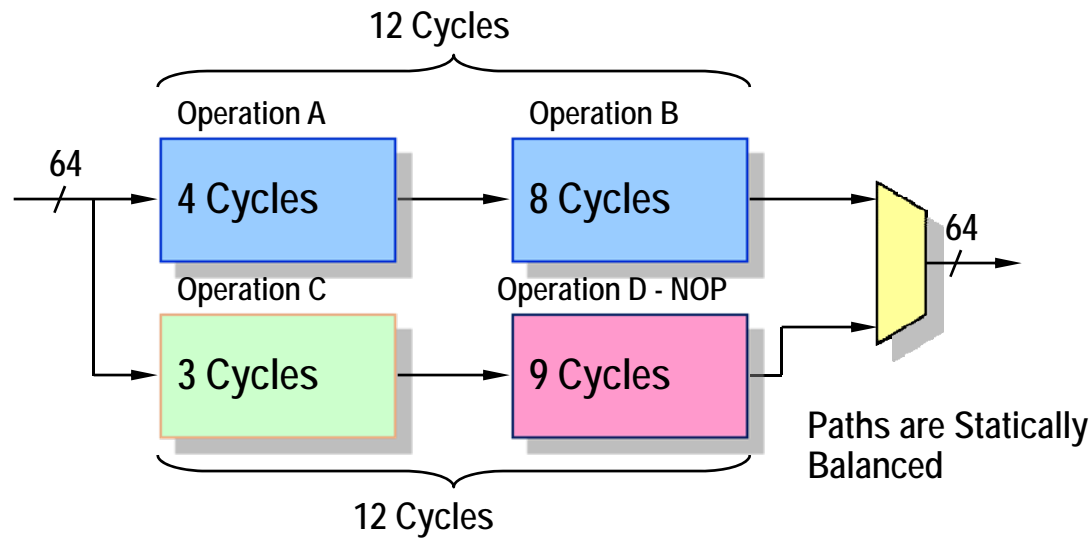 12 Cycles
Operation A
Operation B
64
4 Cycles
8 Cycles
64
Operation C
Operation D - NOP
3 Cycles
9 Cycles
Paths are Statically
Balanced
12 Cycles